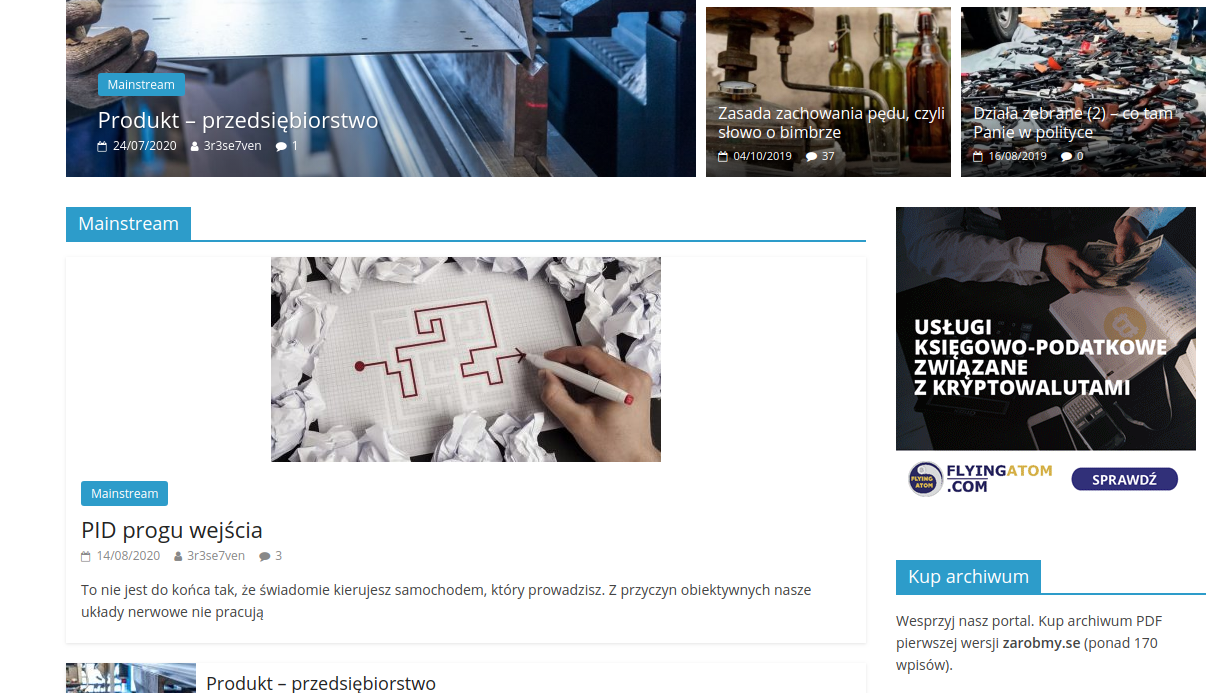 Mainstream
Produkt – przedsiębiorstwo
24/07/2020 3r3se7ven 1
Zasada zachowania pędu, czyli
słowo o bimbrze
04/10/2019 37
Działa zebrane (2) – co tam
Panie w polityce
16/08/2019 0
Mainstream
Mainstream
PID progu wejścia
14/08/2020 3r3se7ven 3
To nie jest do końca tak, że świadomie kierujesz samochodem, który prowadzisz. Z przyczyn obiektywnych nasze
układy nerwowe nie pracują
Produkt – przedsiębiorstwo
USŁUGI
KSIĘGOWO-PODATKOWE
ZWIĄZANE
Z KRYPTOWALUTAMI
FLYING
ATOM
FLYINGATOM
.COM
SPRAWDŹ
Kup archiwum
Wesprzyj nasz portal. Kup archiwum PDF
pierwszej wersji zarobmy.se (ponad 170
wpisów).